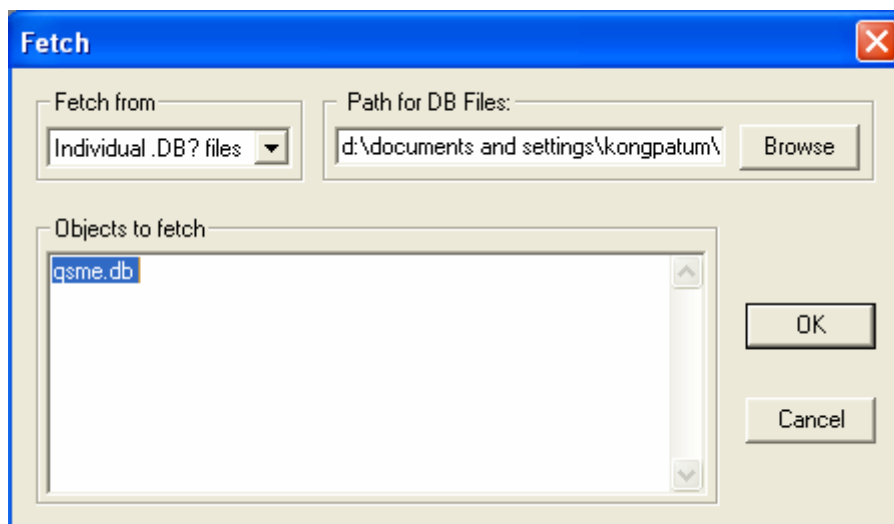 Fetch
Fetch from
Path for DB Files:
Individual .DB? files
d:\documents and settings\kongpatum\
Browse
Objects to fetch
qsme.db
OK
Cancel